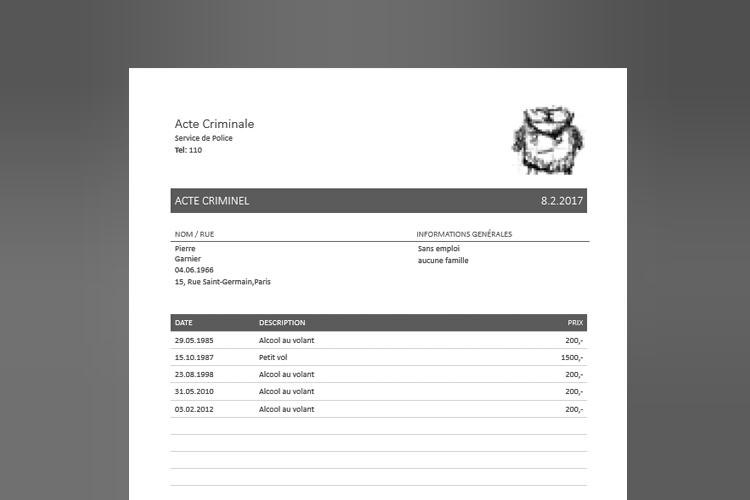 Acte Criminale
Service de Police
Tel: 110
ACTE CRIMINEL 8.2.2017
NOM / RUE INFORMATIONS GENÉRALES
Pierre Sans emploi
Garnier aucune famille
04.06.1966
15, Rue Saint-Germain,Paris
DATE DESCRIPTION PRIX
29.05.1985 Alcool au volant 200,-
15.10.1987 Petit vol 1500,-
23.08.1998 Alcool au volant 200,-
31.05.2010 Alcool au volant 200,-
03.02.2012 Alcool au volant 200,-